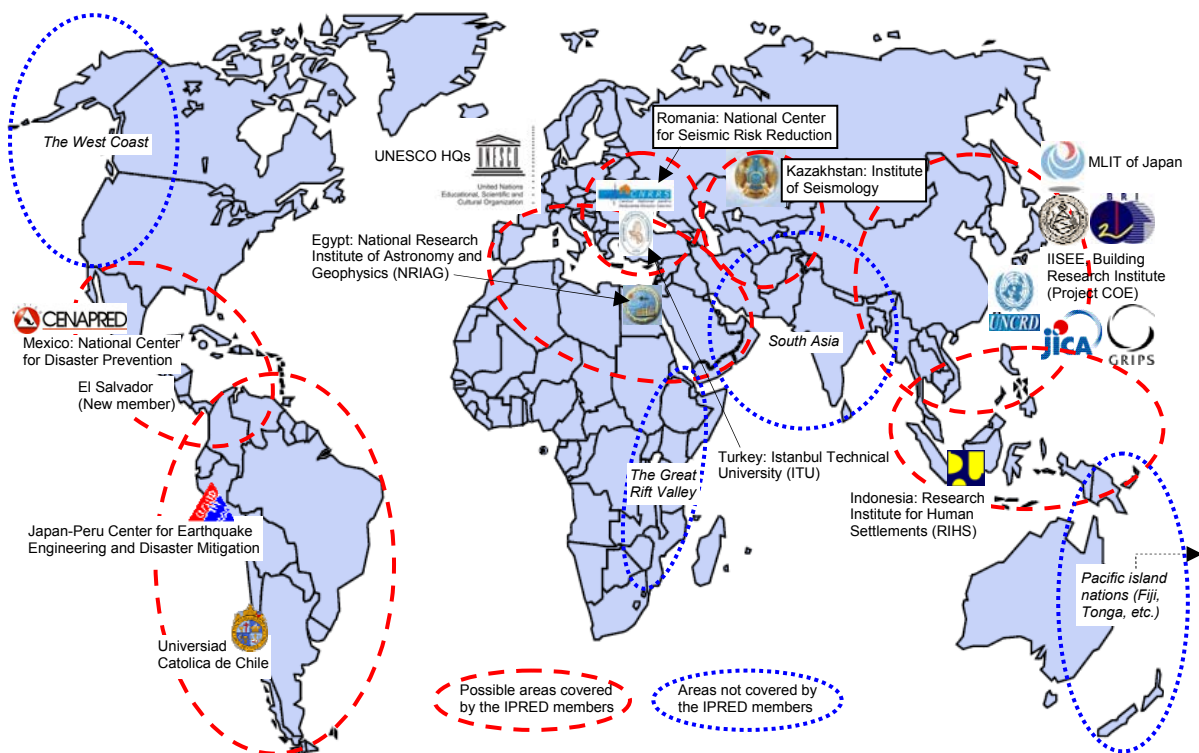 The West Coast
UNESCO HQs
UNESCO
United Nations
Educational, Scientific and
Cultural Organization
Romania: National Center
for Seismic Risk Reduction
Kazakhstan: Institute
of Seismology
MLIT of Japan
BRI
IISEE, Building
Research Institute
(Project COE)
UNCRD
JICA
GRIPS
Egypt: National Research
Institute of Astronomy and
Geophysics (NRIAG)
CNRRS
South Asia
CENAPRED
Mexico: National Center
for Disaster Prevention
El Salvador
(New member)
Turkey: Istanbul Technical
University (ITU)
The Great
Rift Valley
PU
Indonesia: Research
Institute for Human
Settlements (RIHS)
Japan-Peru Center for Earthquake
Engineering and Disaster Mitigation
Pacific island
nations (Fiji,
Tonga, etc.)
Universiad
Catolica de Chile
Possible areas covered
by the IPRED members
Areas not covered by
the IPRED members